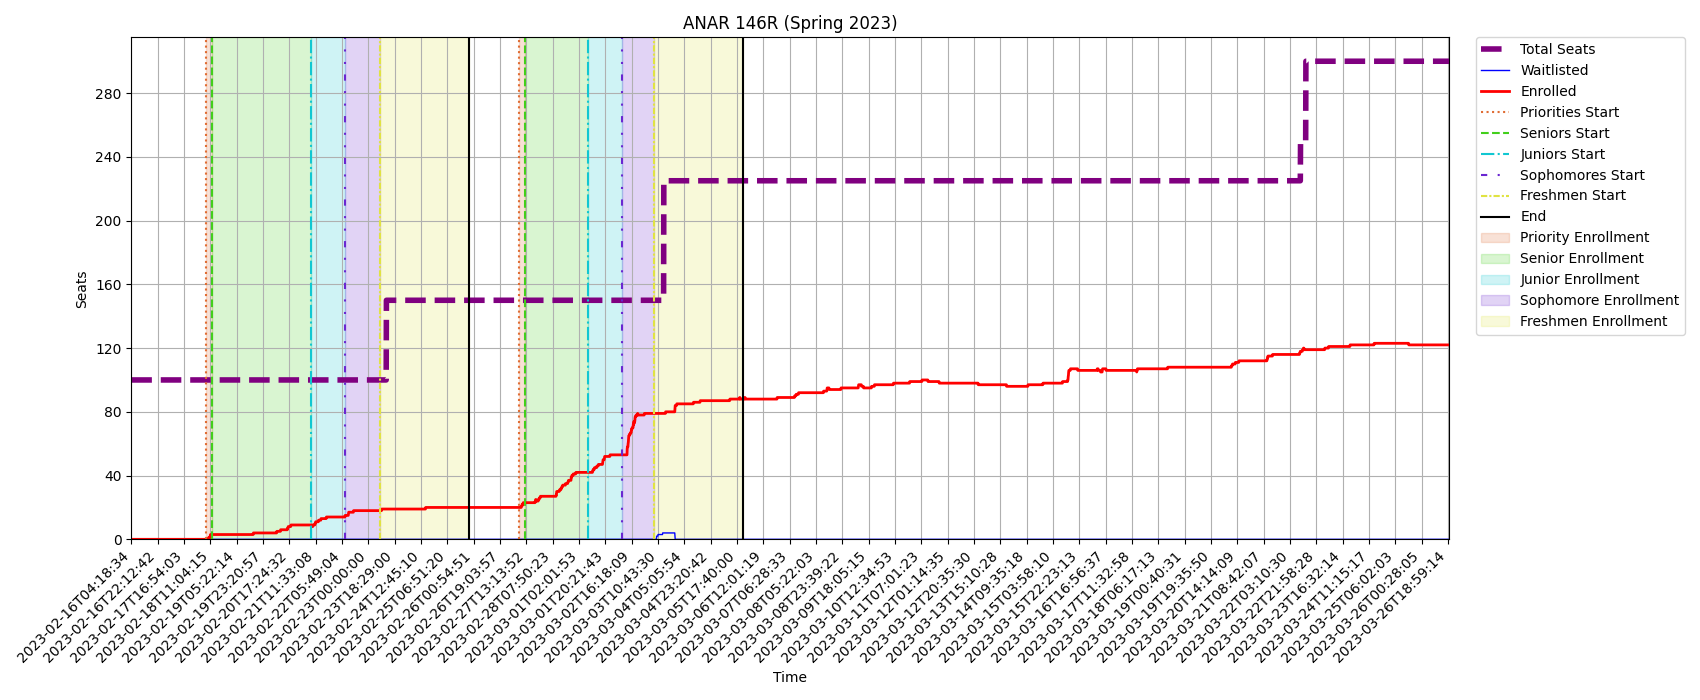 ANAR 146R (Spring 2023)
Total Seats
Waitlisted
Enrolled
Priorities Start
Seniors Start
Juniors Start
Sophomores Start
Freshmen Start
End
Priority Enrollment
Senior Enrollment
Junior Enrollment
Sophomore Enrollment
Freshmen Enrollment
Seats
280
240
200
160
120
80
40
0
2023-02-16T04:18:34
2023-02-16T22:12:42
2023-02-17T16:54:03
2023-02-18T11:04:15
2023-02-19T05:22:14
2023-02-19T23:20:57
2023-02-20T17:24:32
2023-02-21T11:33:08
2023-02-22T05:49:04
2023-02-23T00:00:00
2023-02-23T18:29:00
2023-02-24T12:45:10
2023-02-25T06:51:20
2023-02-26T00:54:51
2023-02-26T19:03:57
2023-02-27T13:13:52
2023-02-28T07:50:23
2023-03-01T02:01:53
2023-03-01T20:21:43
2023-03-02T16:18:09
2023-03-03T10:43:30
2023-03-04T05:05:54
2023-03-04T23:20:42
2023-03-05T17:40:00
2023-03-06T12:01:19
2023-03-07T06:28:33
2023-03-08T05:22:03
2023-03-08T23:39:22
2023-03-09T18:05:15
2023-03-10T12:34:53
2023-03-11T07:01:23
2023-03-12T01:14:35
2023-03-12T20:35:30
2023-03-13T15:10:28
2023-03-14T09:35:18
2023-03-15T03:58:10
2023-03-15T22:23:13
2023-03-16T16:56:37
2023-03-17T11:32:58
2023-03-18T06:17:13
2023-03-19T00:40:31
2023-03-19T19:35:50
2023-03-20T14:14:09
2023-03-21T08:42:07
2023-03-22T03:10:30
2023-03-22T21:58:28
2023-03-23T16:32:14
2023-03-24T11:15:17
2023-03-25T06:02:03
2023-03-26T00:28:05
2023-03-26T18:59:14
Time